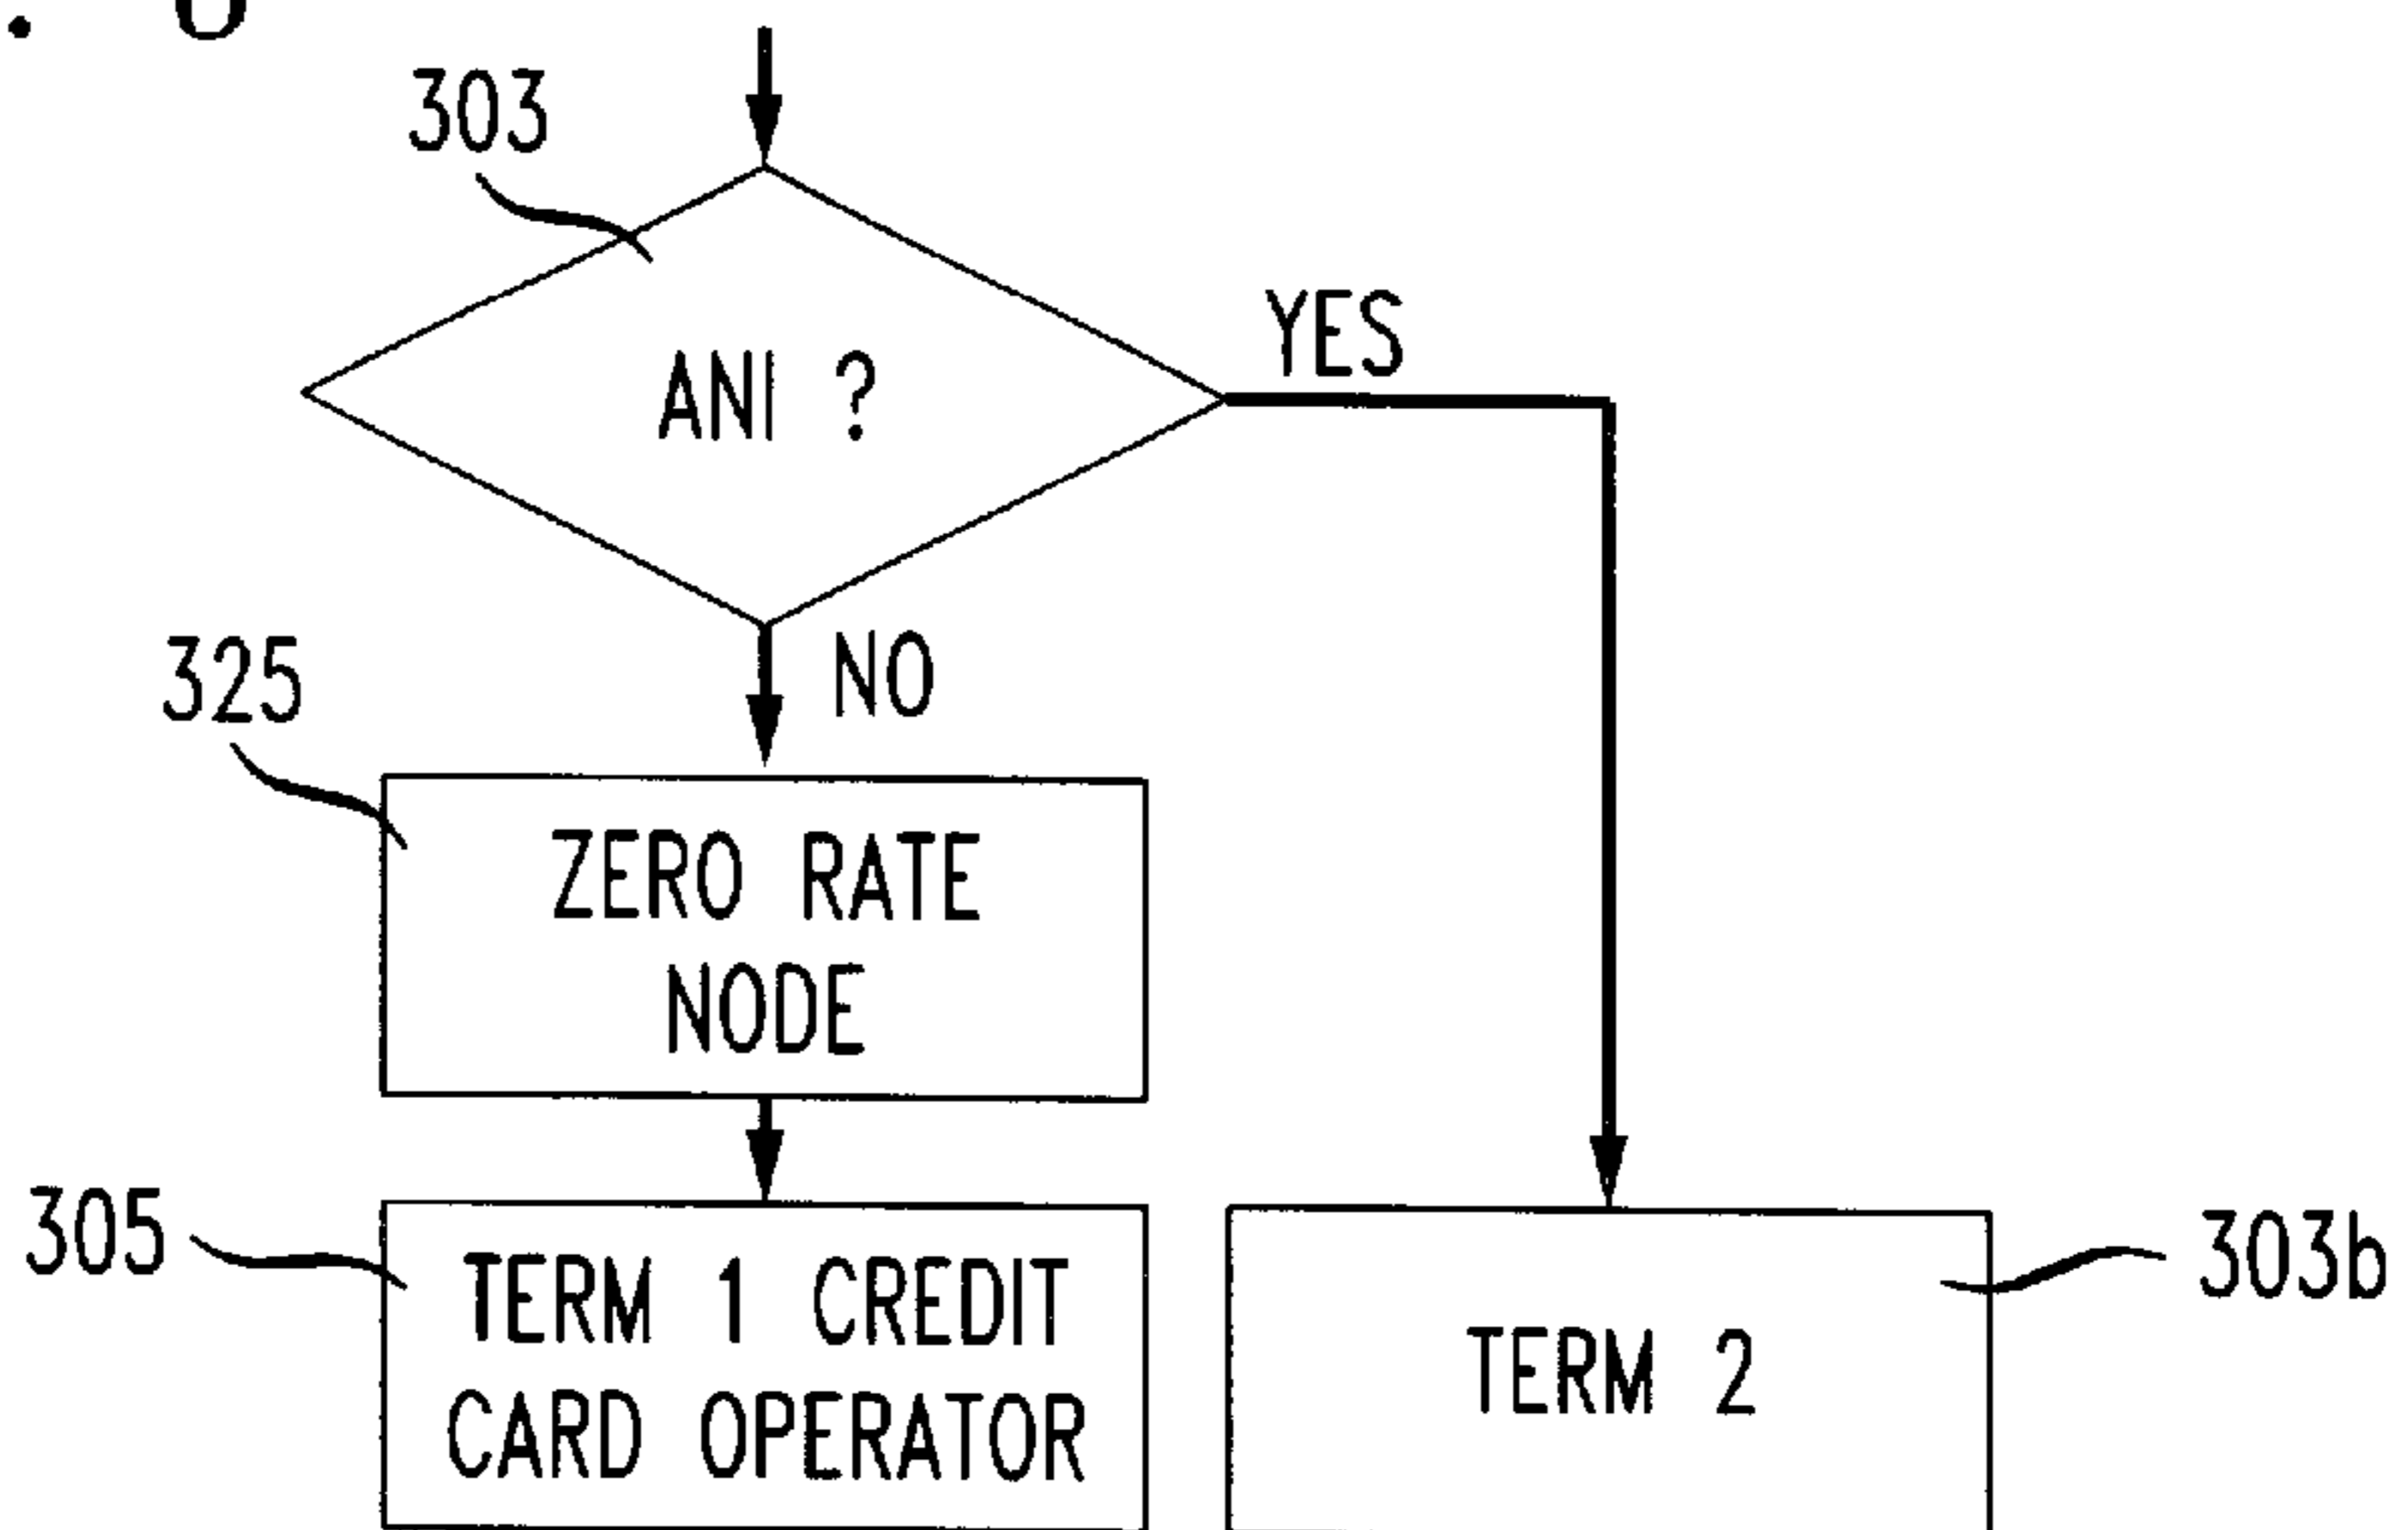 303
ANI ?
YES
NO
325
ZERO RATE
NODE
305
TERM 1 CREDIT
CARD OPERATOR
TERM 2
303b